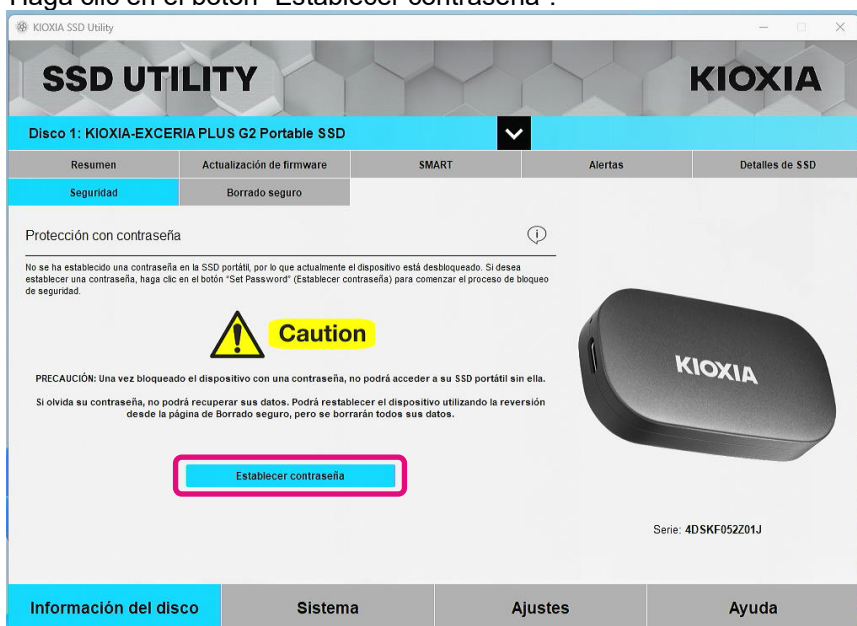 Haga clic en el botón "Establecer contraseña".
KIOXIA SSD Utility
SSD UTILITY
KIOXIA
Disco 1: KIOXIA-EXCERIA PLUS G2 Portable SSD
Resumen
Actualización de firmware
SMART
Alertas
Detalles de SSD
Seguridad
Borrado seguro
Protección con contraseña
No se ha establecido una contraseña en la SSD portátil, por lo que actualmente el dispositivo está desbloqueado. Si desea
establecer una contraseña, haga clic en el botón "Set Password" (Establecer contraseña) para comenzar el proceso de bloqueo
de seguridad.
Caution
PRECAUCIÓN: Una vez bloqueado el dispositivo con una contraseña, no podrá acceder a su SSD portátil sin ella.
Si olvida su contraseña, no podrá recuperar sus datos. Podrá restablecer el dispositivo utilizando la reversión
desde la página de Borrado seguro, pero se borrarán todos sus datos.
Establecer contraseña
KIOXIA
Serie: 4DSKF052Z01J
Información del disco
Sistema
Ajustes
Ayuda